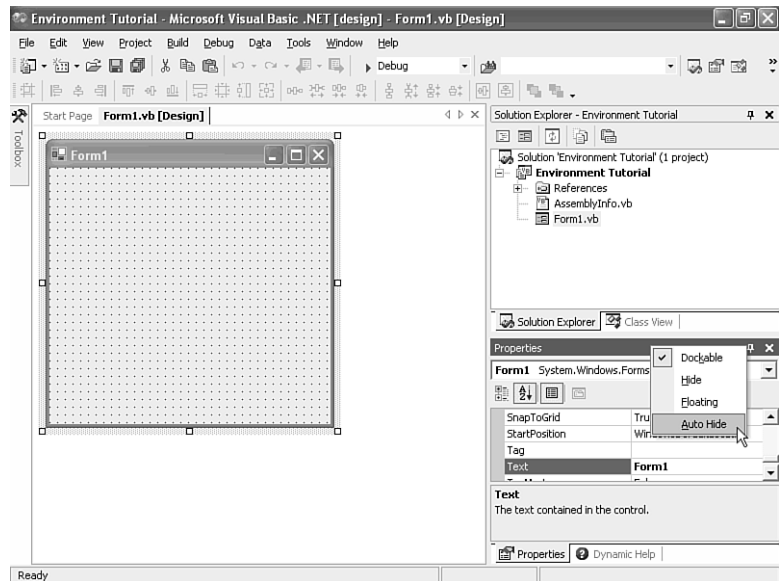 Environment Tutorial - Microsoft Visual Basic .NET [design] - Form1.vb [Design]
File Edit View Project Build Debug Data Tools Window Help
Debug
Start Page Form1.vb [Design]
Solution Explorer - Environment Tutorial
Toolbox
Form1
Solution 'Environment Tutorial' (1 project)
Environment Tutorial
References
AssemblyInfo.vb
Form1.vb
Solution Explorer Class View
Properties
Dockable
Form1 System.Windows.Forms
Hide
Floating
SnapToGrid Tru
Auto Hide
StartPosition
Tag
Text Form1
Text
The text contained in the control.
Properties Dynamic Help
Ready